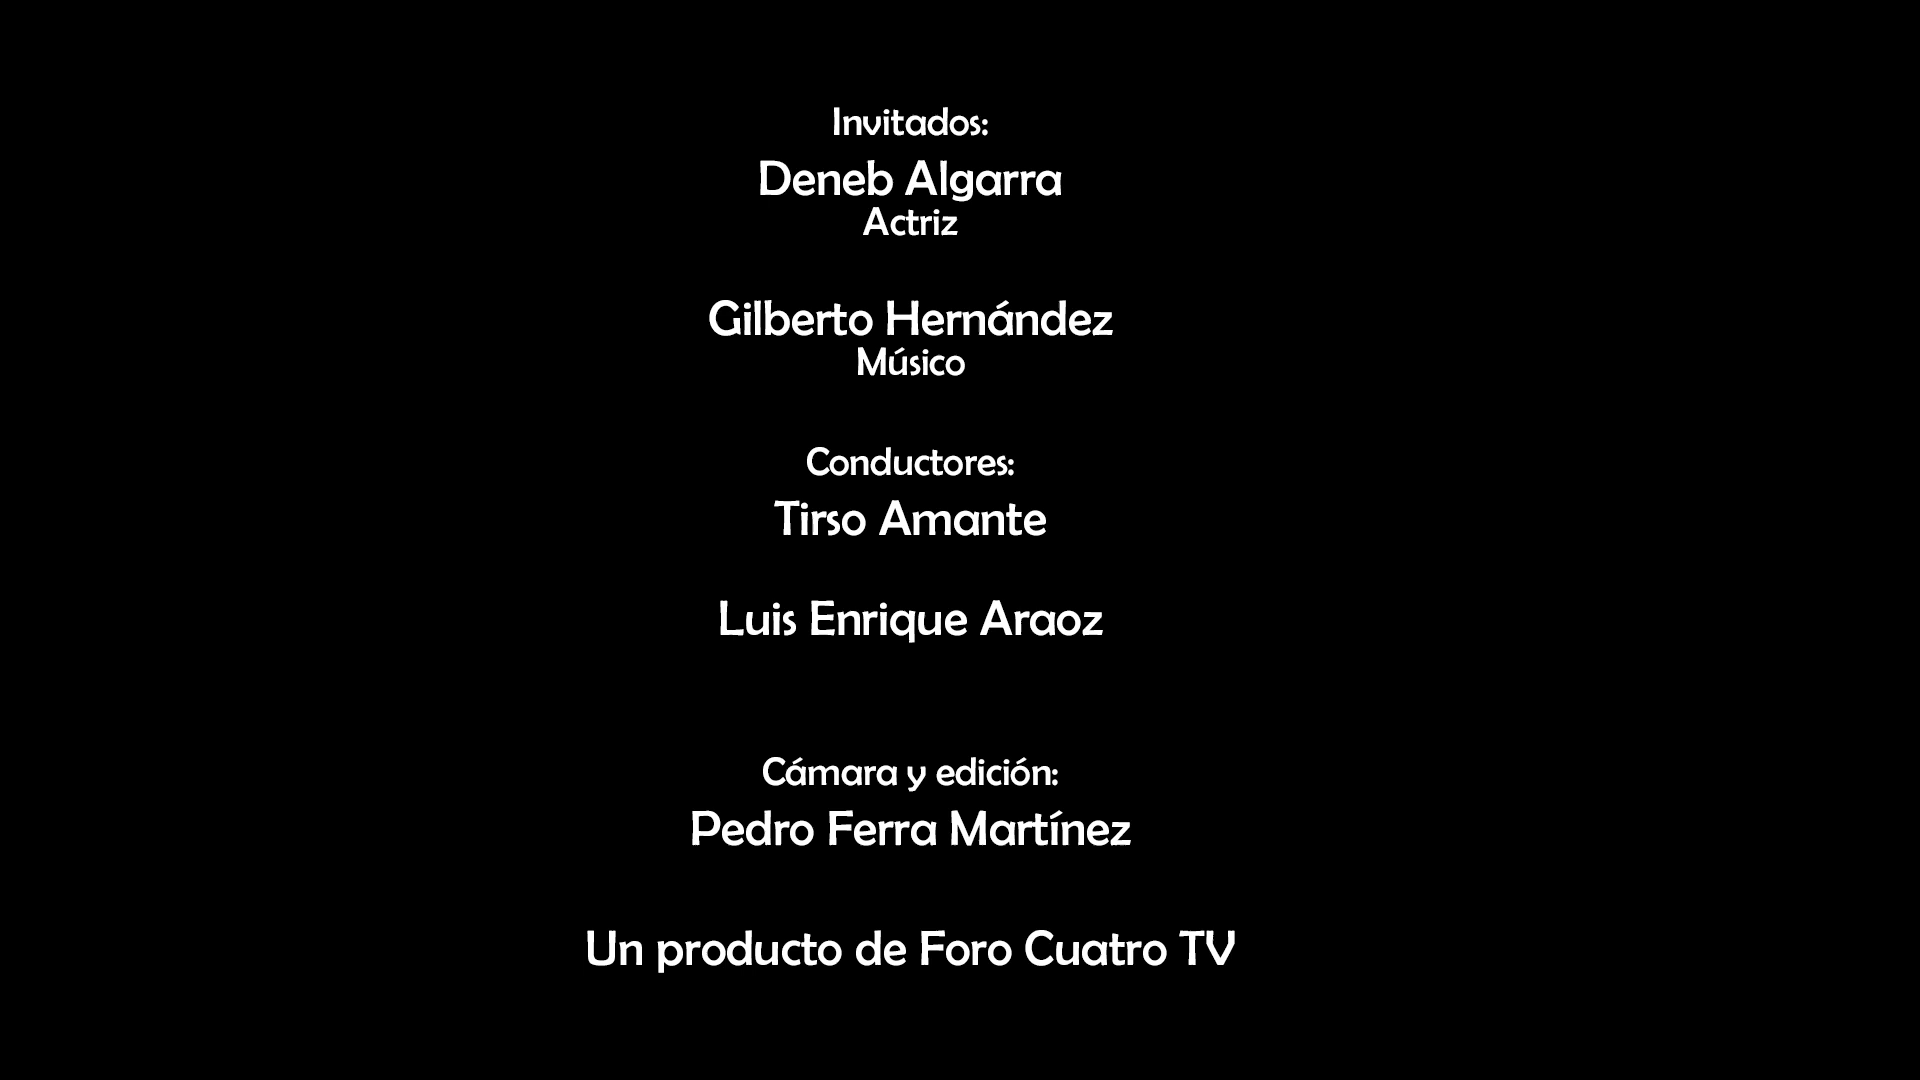 Invitados:
Deneb Algarra
Actriz
Gilberto Hernández
Músico
Conductores:
Tirso Amante
Luis Enrique Araoz
Cámara y edición:
Pedro Ferra Martínez
Un producto de Foro Cuatro TV